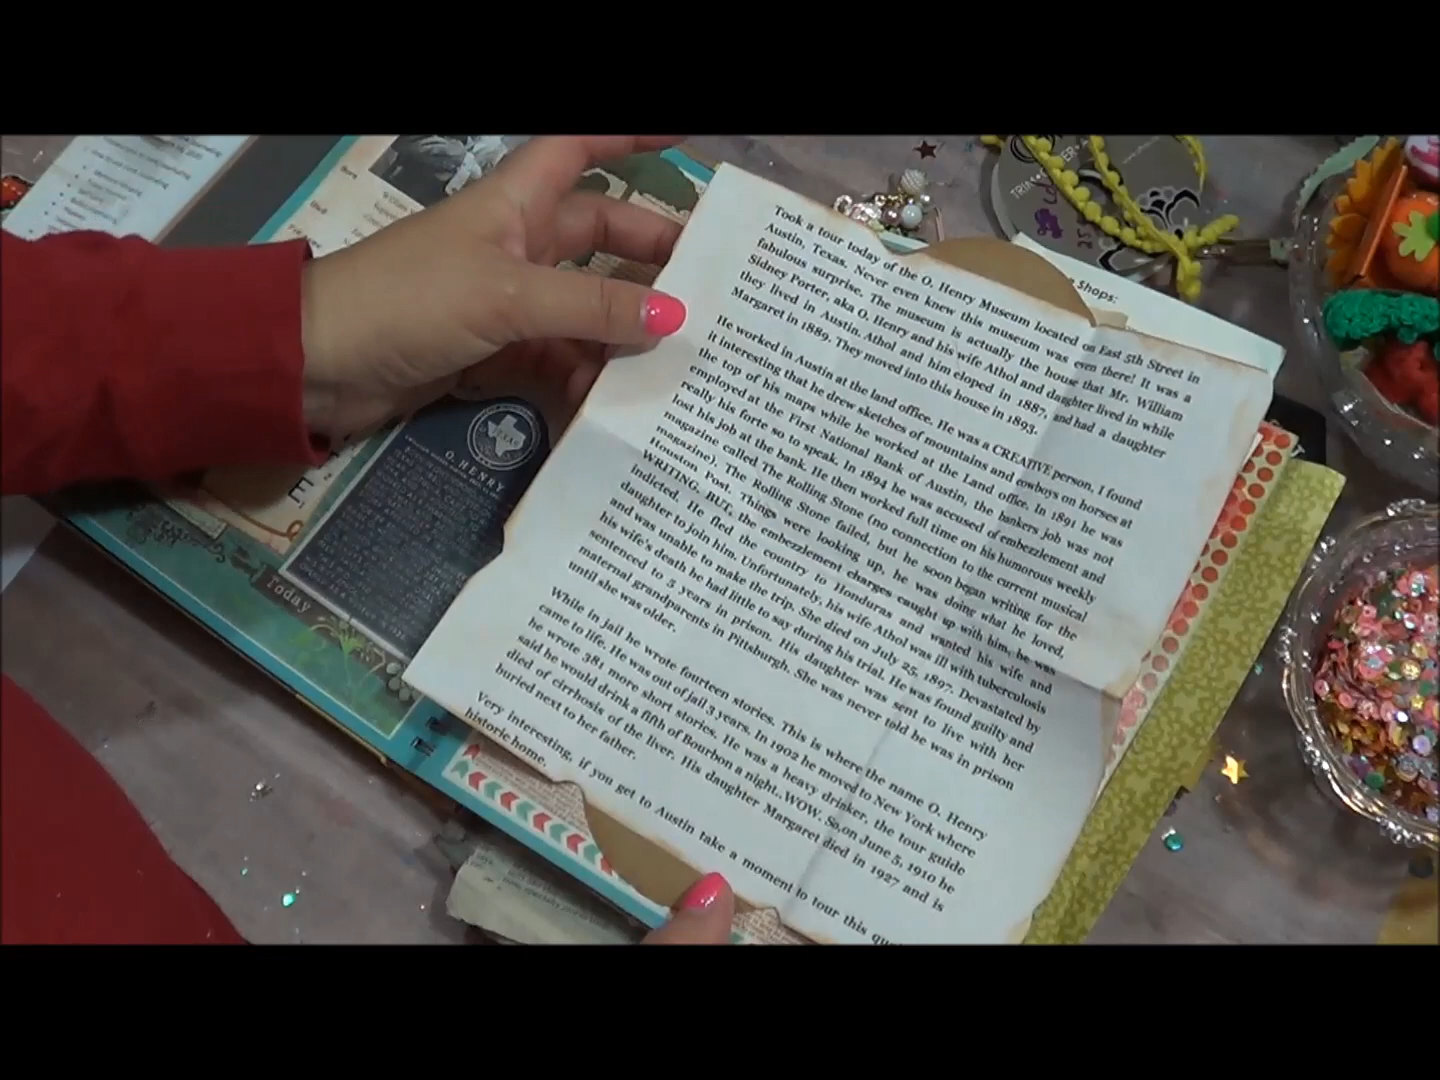 Took a tour today of the O. Henry Museum located on East 5th Street in
Austin, Texas. Never even knew this museum was even there! It was a
fabulous surprise. The museum is actually the house that Mr. William
Sidney Porter, aka O. Henry and his wife Athol and daughter lived in while
they lived in Austin. Athol and him eloped in 1887, and had a daughter
Margaret in 1889. They moved into this house in 1893.
He worked in Austin at the land office. He was a CREATIVE person. I found
it interesting that he drew sketches of mountains and cowboys on horses at
the top of his maps while he worked at the Land office. In 1891 he was
employed at the First National Bank of Austin, the bankers job was not
really his forte so to speak. In 1894 he was accused of embezzlement and
lost his job at the bank. He then worked full time on his humorous weekly
magazine called The Rolling Stone (no connection to the current musical
magazine). The Rolling Stone failed, but he soon began writing for the
Houston Post. Things were looking up, he was doing what he loved,
WRITING. BUT, the embezzlement charges caught up with him, he was
indicted. He fled the country to Honduras and wanted his wife and
daughter to join him. Unfortunately, his wife Athol was ill with tuberculosis
and was unable to make the trip. She died on July 25, 1897. Devastated by
his wife's death he had little to say during his trial. He was found guilty and
sentenced to 5 years in prison. His daughter was sent to live with her
maternal grandparents in Pittsburgh. She was never told he was in prison
until she was older.
While in jail he wrote fourteen stories. This is where the name O. Henry
came to life. He was out of jail 3 years. In 1902 he moved to New York where
he wrote 381 more short stories. He was a heavy drinker, the tour guide
said he would drink a fifth of Bourbon a night..WOW. So,on June 5, 1910 he
died of cirrhosis of the liver. His daughter Margaret died in 1927 and is
buried next to her father.
Very interesting, if you get to Austin take a moment to tour this
historic home.
Shops:
TEXAS
O. HENRY
Today